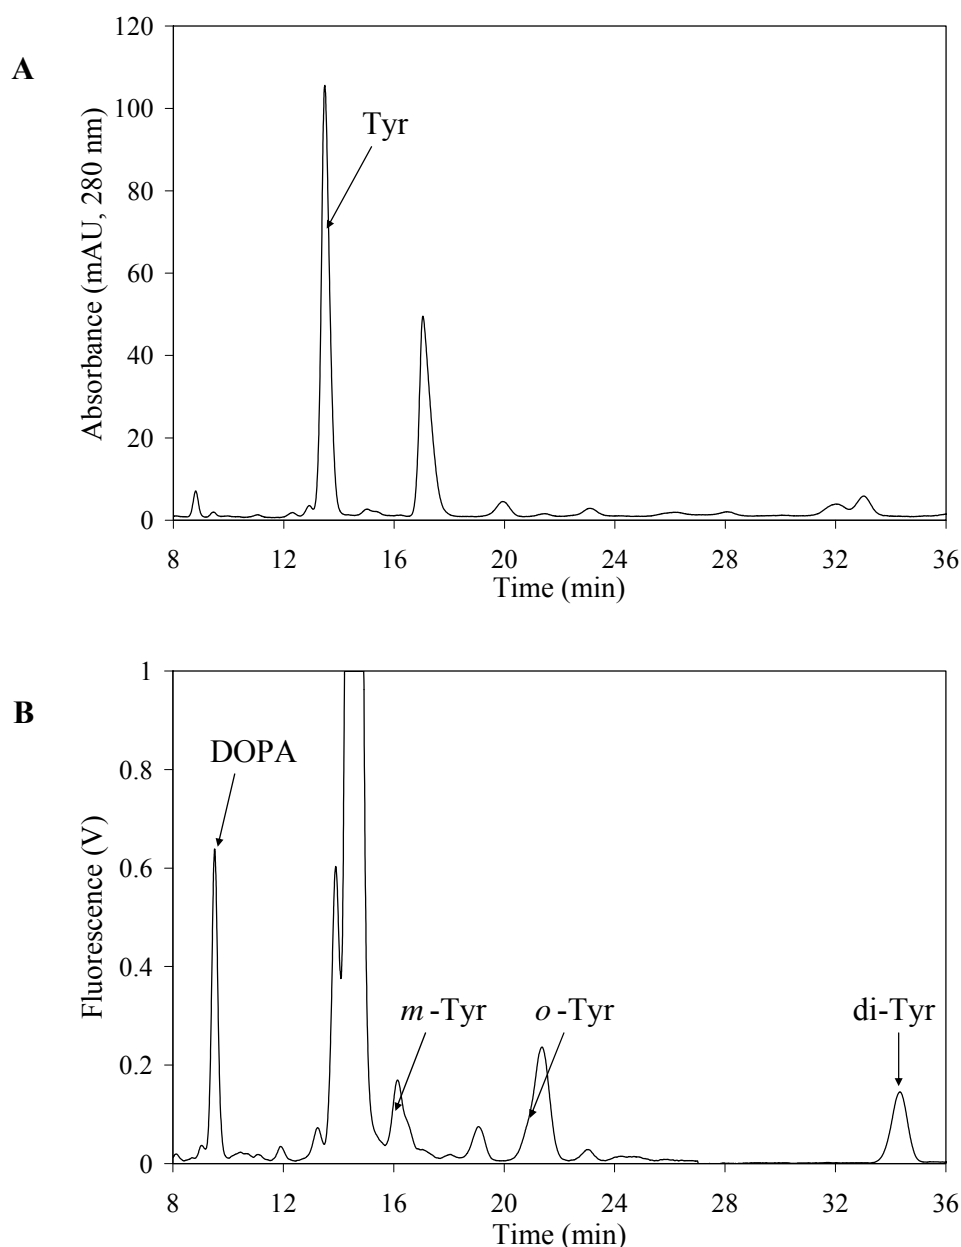 A
Absorbance (mAU, 280 nm)
120
100
80
60
40
20
0
Tyr
8 12 16 20 24 28 32 36
Time (min)
B
Fluorescence (V)
1
0.8
0.6
0.4
0.2
0
DOPA
m -Tyr
o -Tyr
di-Tyr
8 12 16 20 24 28 32 36
Time (min)